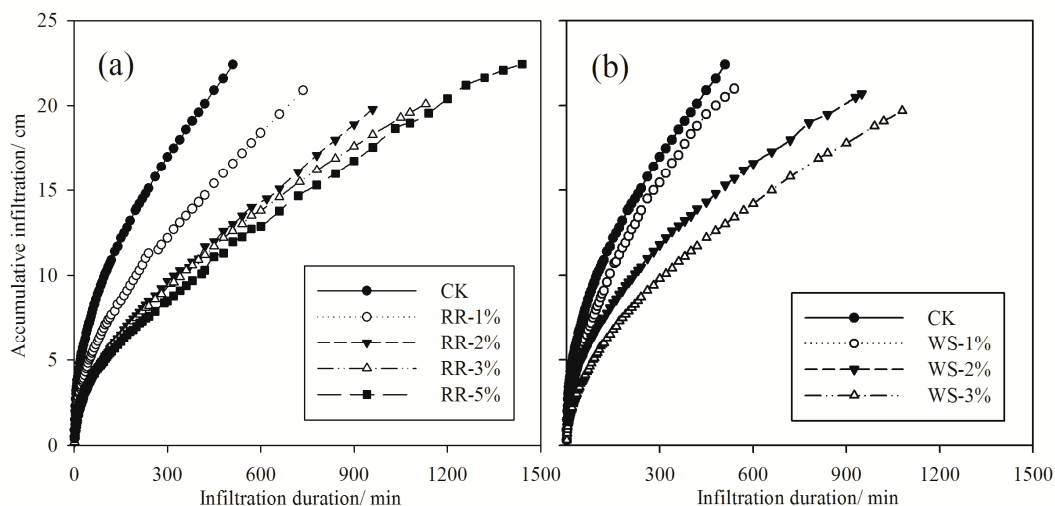 Accumulative infiltration/ cm
25
20
15
10
5
0
(a)
CK
RR-1%
RR-2%
RR-3%
RR-5%
0 300 600 900 1200 1500
Infiltration duration/ min
(b)
CK
WS-1%
WS-2%
WS-3%
300 600 900 1200 1500
Infiltration duration/ min